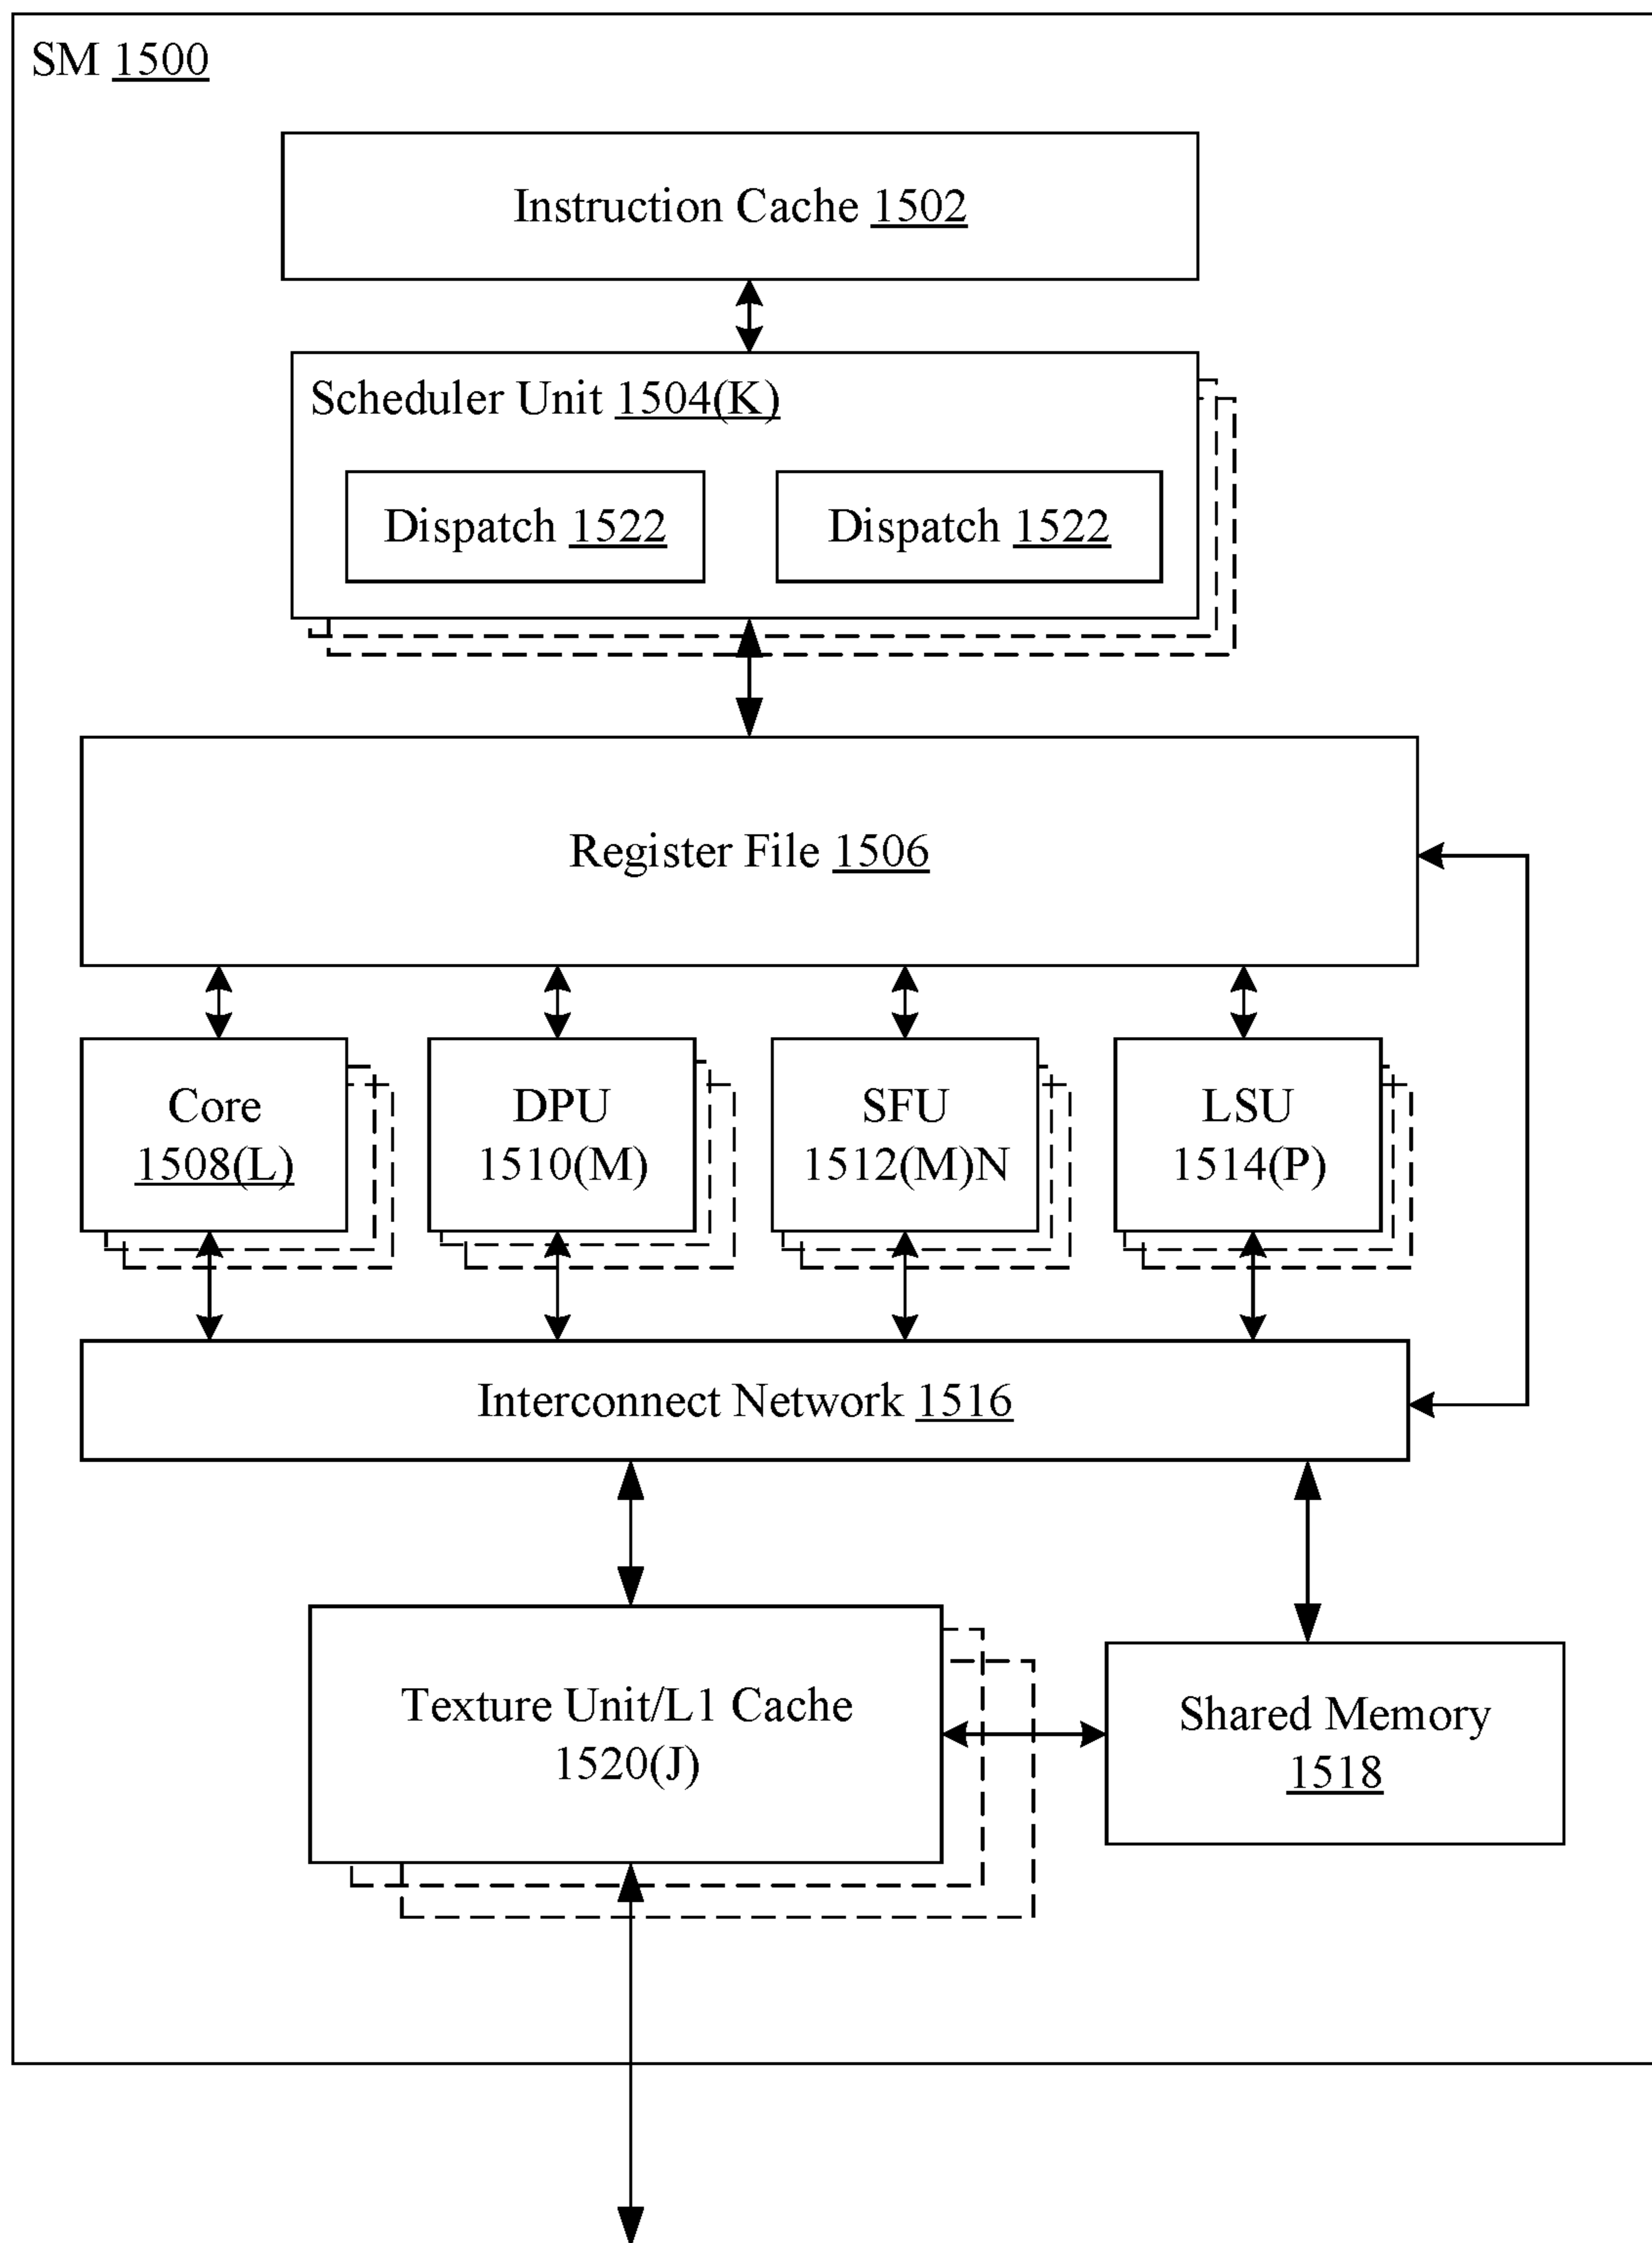 SM 1500
Instruction Cache 1502
Scheduler Unit 1504(K)
Dispatch 1522
Dispatch 1522
Register File 1506
Core
1508(L)
DPU
1510(M)
SFU
1512(M)N
LSU
1514(P)
Interconnect Network 1516
Texture Unit/L1 Cache
1520(J)
Shared Memory
1518